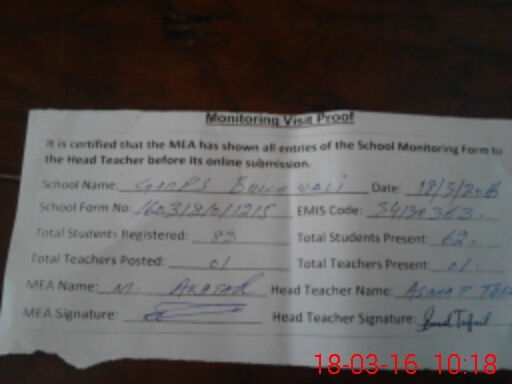 Monitoring Visit Proof
It is certified that the MEA has shown all entries of the School Monitoring Form to
the Head Teacher before its online submission.
School Name: GMPS Date: 18/3/2016
School Form No: EMIS Code:
Total Students Registered: 83 Total Students Present: 62.
Total Teachers Posted: 01 Total Teachers Present: 01.
MEA Name: M. Head Teacher Name: ASMAT
MEA Signature: Head Teacher Signature:
18-03-16 10:18